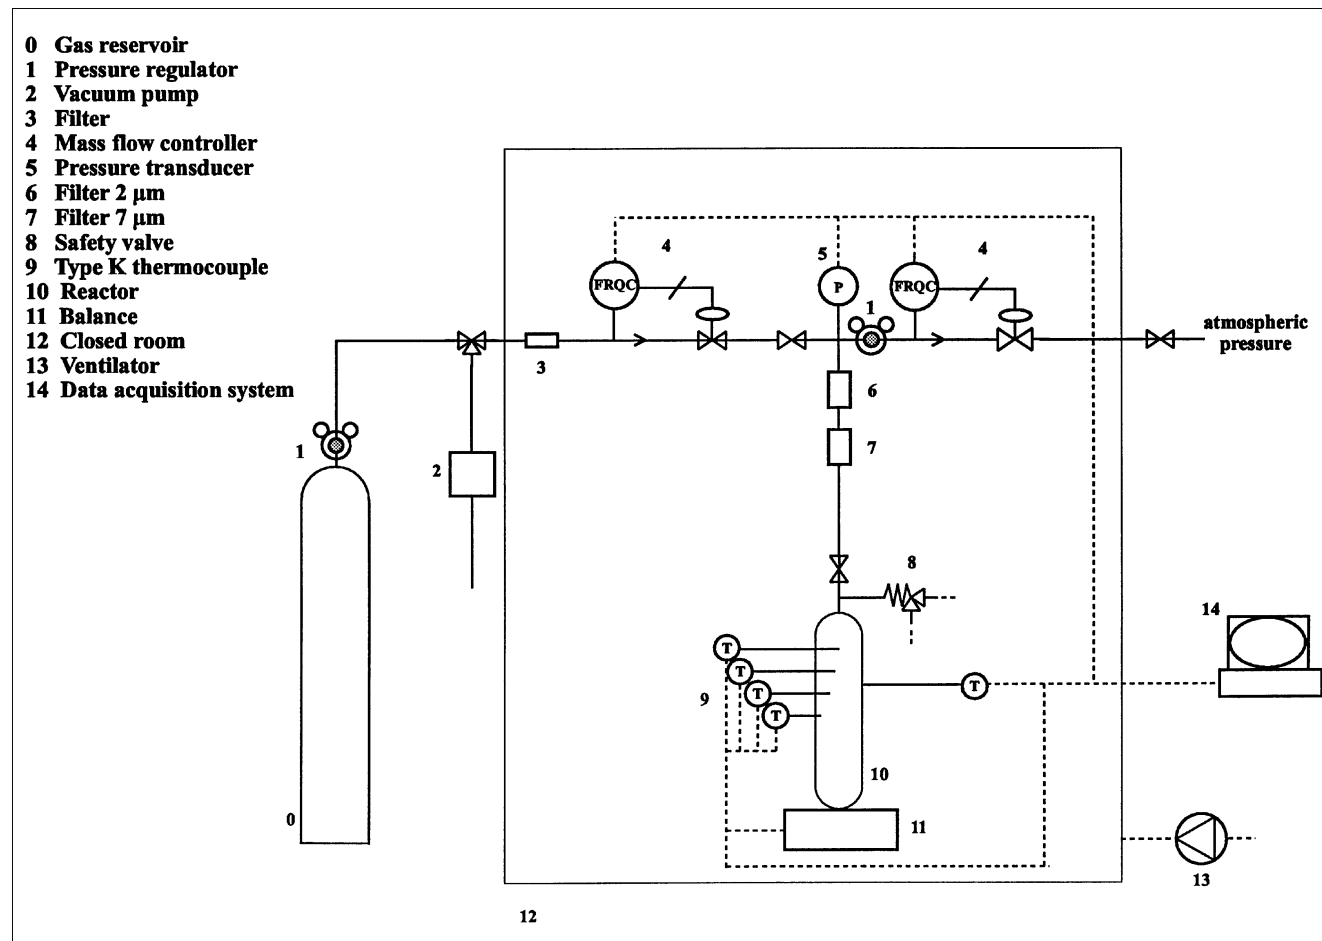 0 Gas reservoir
1 Pressure regulator
2 Vacuum pump
3 Filter
4 Mass flow controller
5 Pressure transducer
6 Filter 2 µm
7 Filter 7 µm
8 Safety valve
9 Type K thermocouple
10 Reactor
11 Balance
12 Closed room
13 Ventilator
14 Data acquisition system
4
5
4
FRQC
P
FRQC
1
atmospheric
pressure
3
6
1
2
7
8
14
T
T
T
T
T
9
10
0
11
13
12